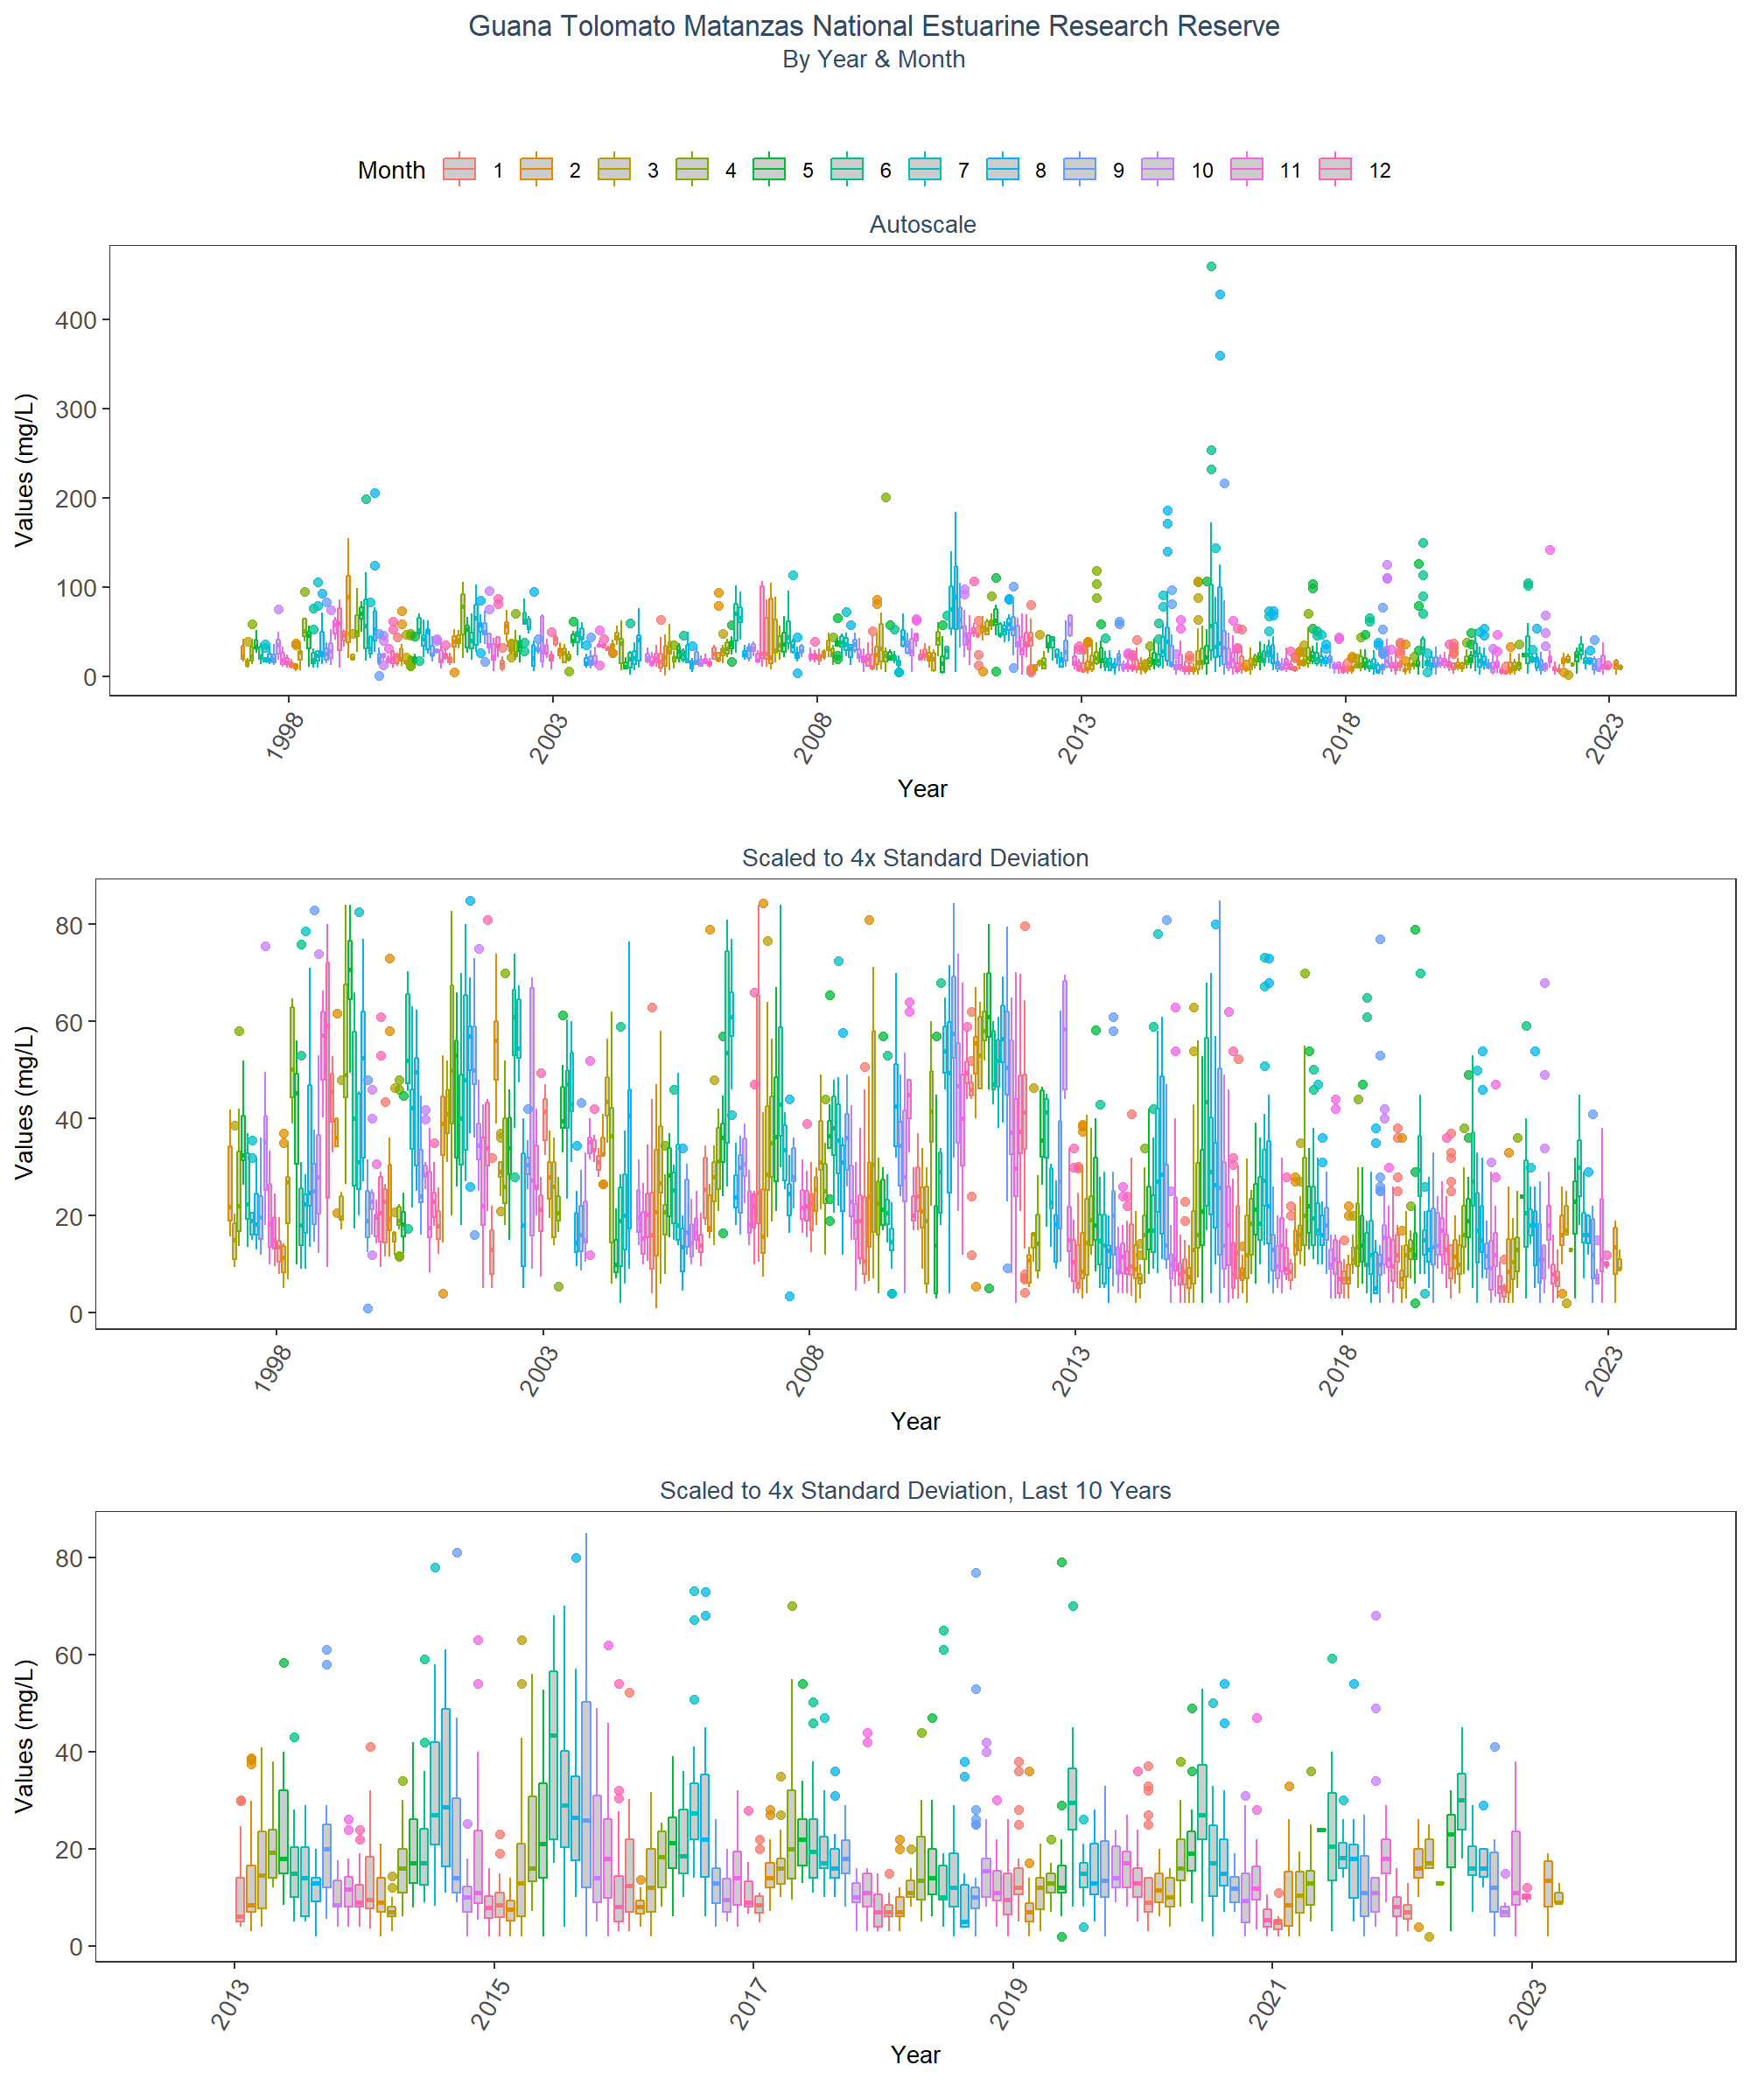 Guana Tolomato Matanzas National Estuarine Research Reserve
By Year & Month
Month 1 2 3 4 5 6 7 8 9 10 11 12
Autoscale
Values (mg/L)
400
300
200
100
0
1998 2003 2008 2013 2018 2023
Year
Scaled to 4x Standard Deviation
Values (mg/L)
80
60
40
20
0
1998 2003 2008 2013 2018 2023
Year
Scaled to 4x Standard Deviation, Last 10 Years
Values (mg/L)
80
60
40
20
0
2013 2015 2017 2019 2021 2023
Year